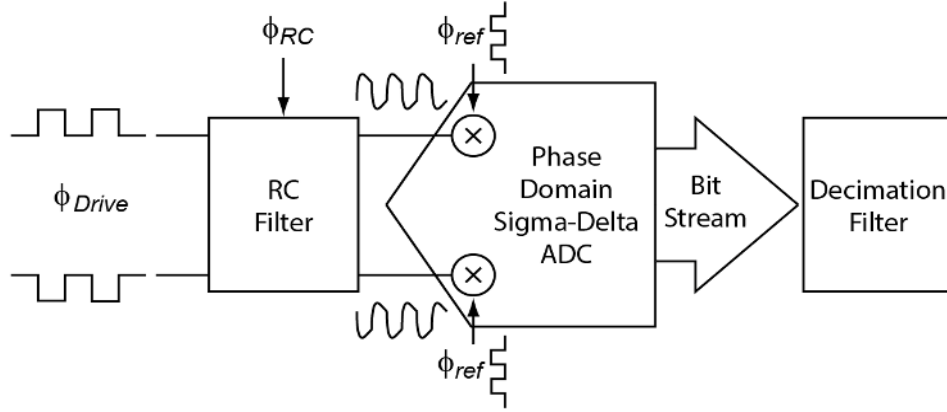 ϕRC
ϕref
ϕDrive
RC
Filter
Phase
Domain
Sigma-Delta
ADC
Bit
Stream
Decimation
Filter
ϕref